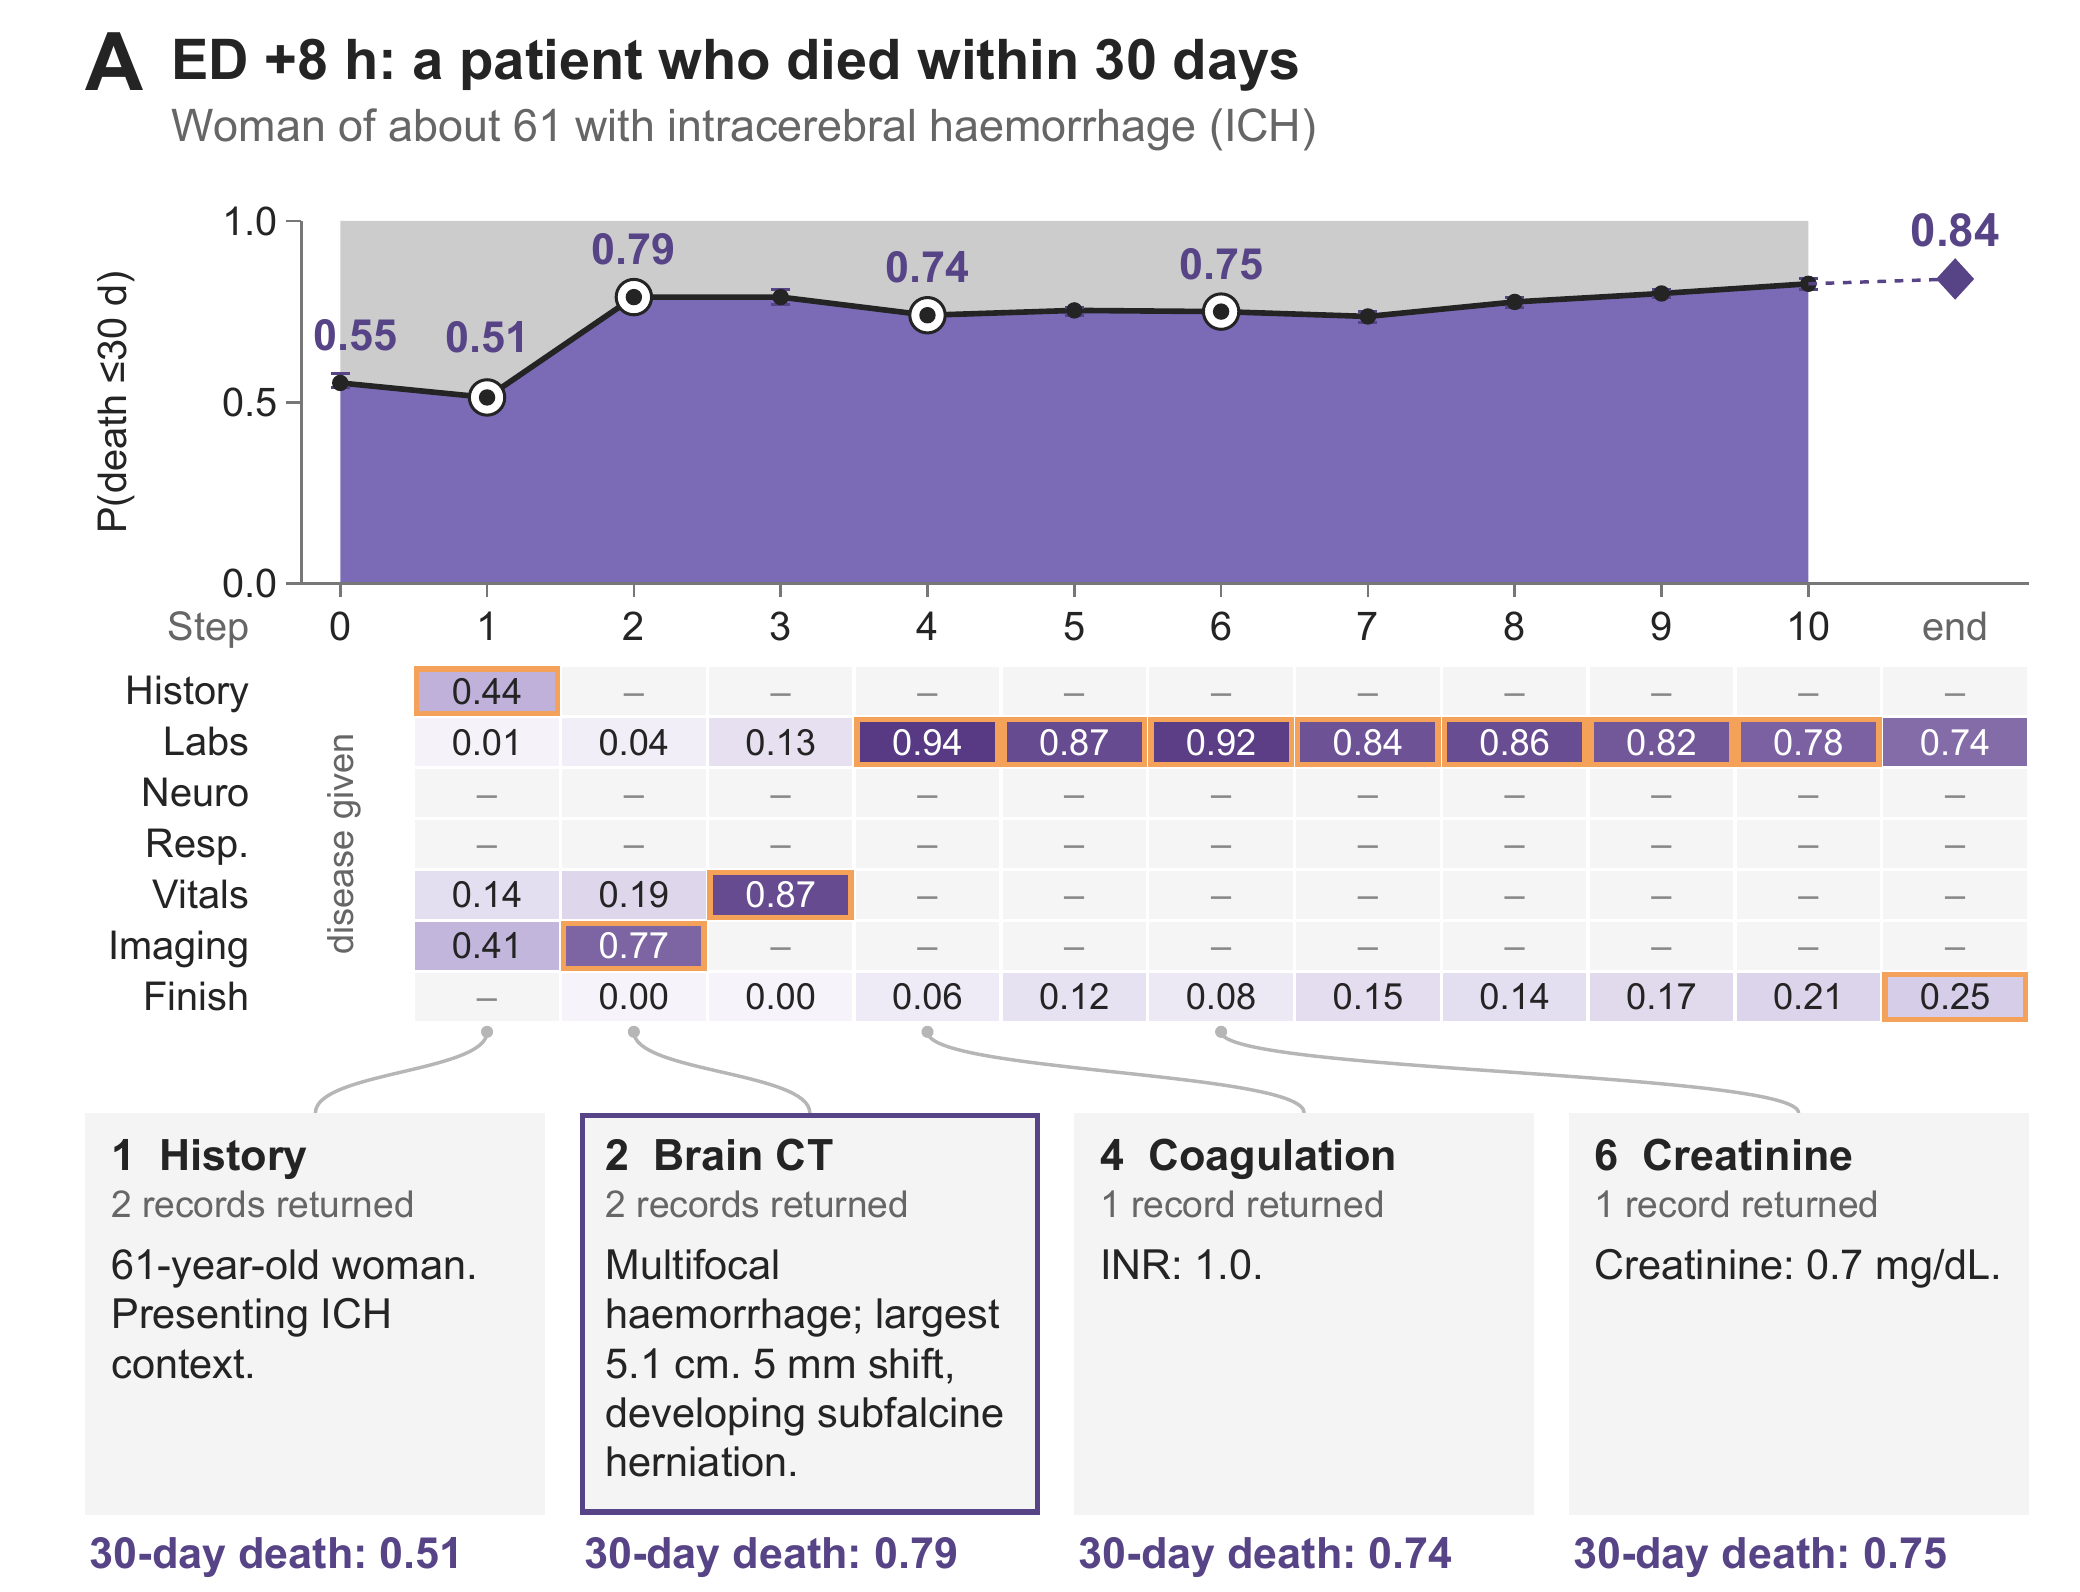 A ED +8 h: a patient who died within 30 days
Woman of about 61 with intracerebral haemorrhage (ICH)
P(death ≤30 d)
1.0
0.5
0.0
0.55
0.51
0.79
0.74
0.75
0.84
Step 0 1 2 3 4 5 6 7 8 9 10 end
disease given
History 0.44 – – – – – – – – – –
Labs 0.01 0.04 0.13 0.94 0.87 0.92 0.84 0.86 0.82 0.78 0.74
Neuro – – – – – – – – – – –
Resp. – – – – – – – – – – –
Vitals 0.14 0.19 0.87 – – – – – – – –
Imaging 0.41 0.77 – – – – – – – – –
Finish – 0.00 0.00 0.06 0.12 0.08 0.15 0.14 0.17 0.21 0.25
1 History
2 records returned
61-year-old woman.
Presenting ICH
context.
30-day death: 0.51
2 Brain CT
2 records returned
Multifocal
haemorrhage; largest
5.1 cm. 5 mm shift,
developing subfalcine
herniation.
30-day death: 0.79
4 Coagulation
1 record returned
INR: 1.0.
30-day death: 0.74
6 Creatinine
1 record returned
Creatinine: 0.7 mg/dL.
30-day death: 0.75